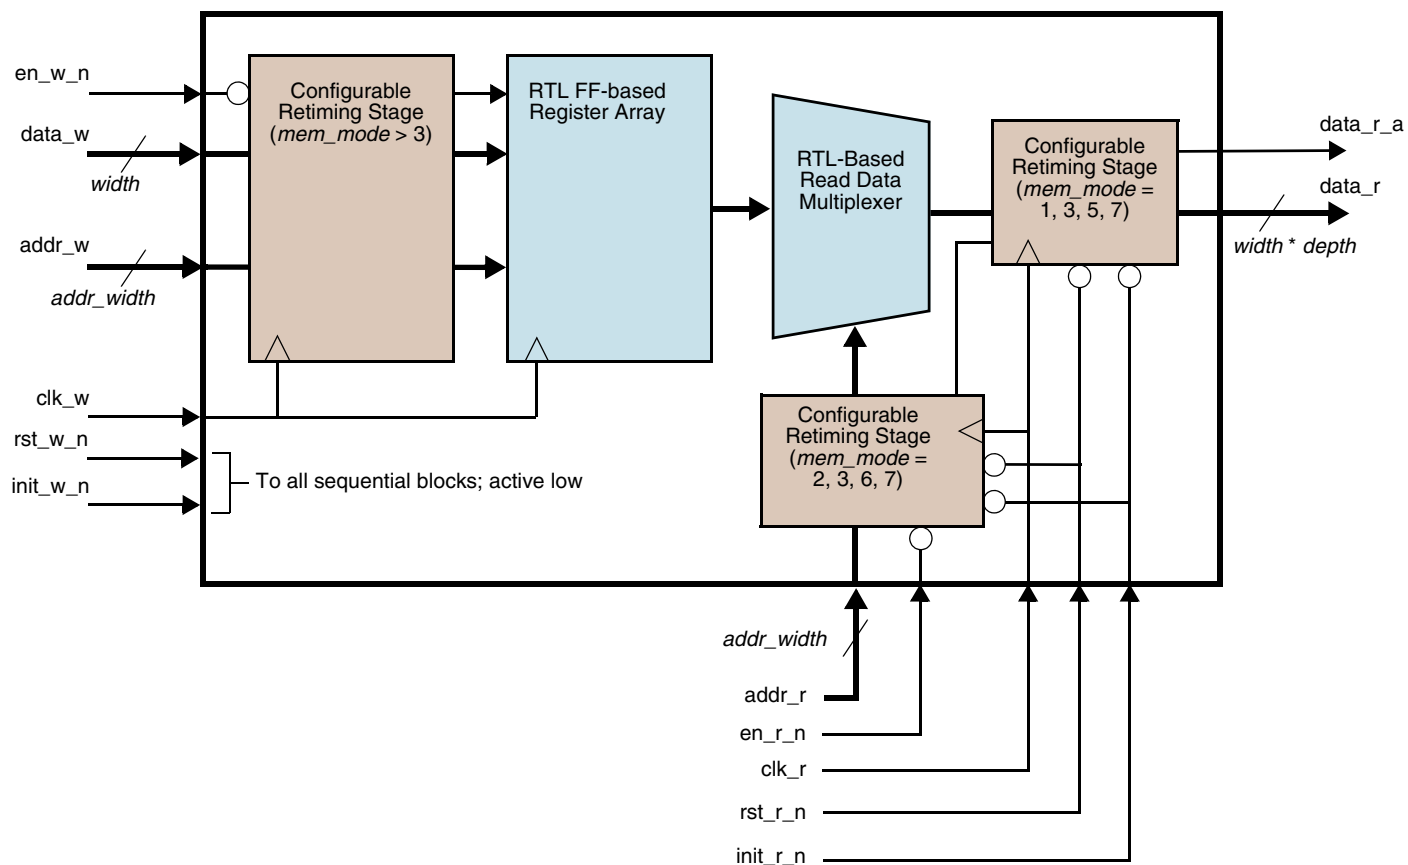 en_w_n
data_w
width
addr_w
addr_width
clk_w
rst_w_n
init_w_n
To all sequential blocks; active low
Configurable
Retiming Stage
(mem_mode > 3)
RTL FF-based
Register Array
RTL-Based
Read Data
Multiplexer
Configurable
Retiming Stage
(mem_mode =
1, 3, 5, 7)
data_r_a
data_r
width * depth
Configurable
Retiming Stage
(mem_mode =
2, 3, 6, 7)
addr_width
addr_r
en_r_n
clk_r
rst_r_n
init_r_n